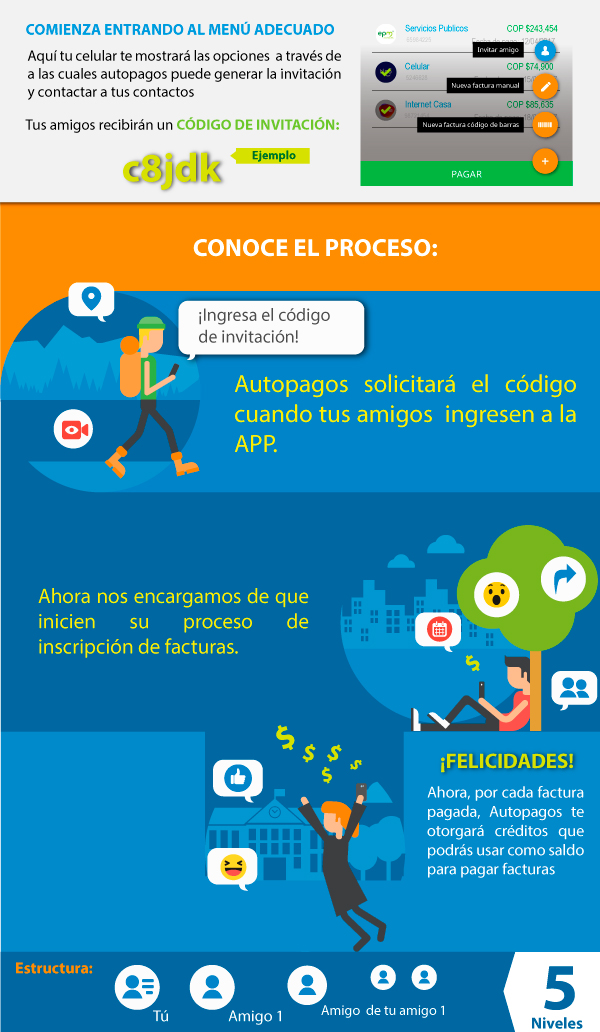 COMIENZA ENTRANDO AL MENÚ ADECUADO
Aquí tu celular te mostrará las opciones a través de
a las cuales autopagos puede generar la invitación
y contactar a tus contactos
Tus amigos recibirán un CÓDIGO DE INVITACIÓN:
c8jdk
Ejemplo
epm
Servicios Publicos
COP $243,454
Invitar amigo
Celular
COP $74,900
Nueva factura manual
Internet Casa
COP $85,635
Nueva factura código de barras
+
PAGAR
CONOCE EL PROCESO:
¡Ingresa el código
de invitación!
Autopagos solicitará el código
cuando tus amigos ingresen a la
APP.
Ahora nos encargamos de que
inicien su proceso de
inscripción de facturas.
$
$ $ $ $ $
¡FELICIDADES!
Ahora, por cada factura
pagada, Autopagos te
otorgará créditos que
podrás usar como saldo
para pagar facturas
Estructura:
Tú
Amigo 1
Amigo de tu amigo 1
5
Niveles